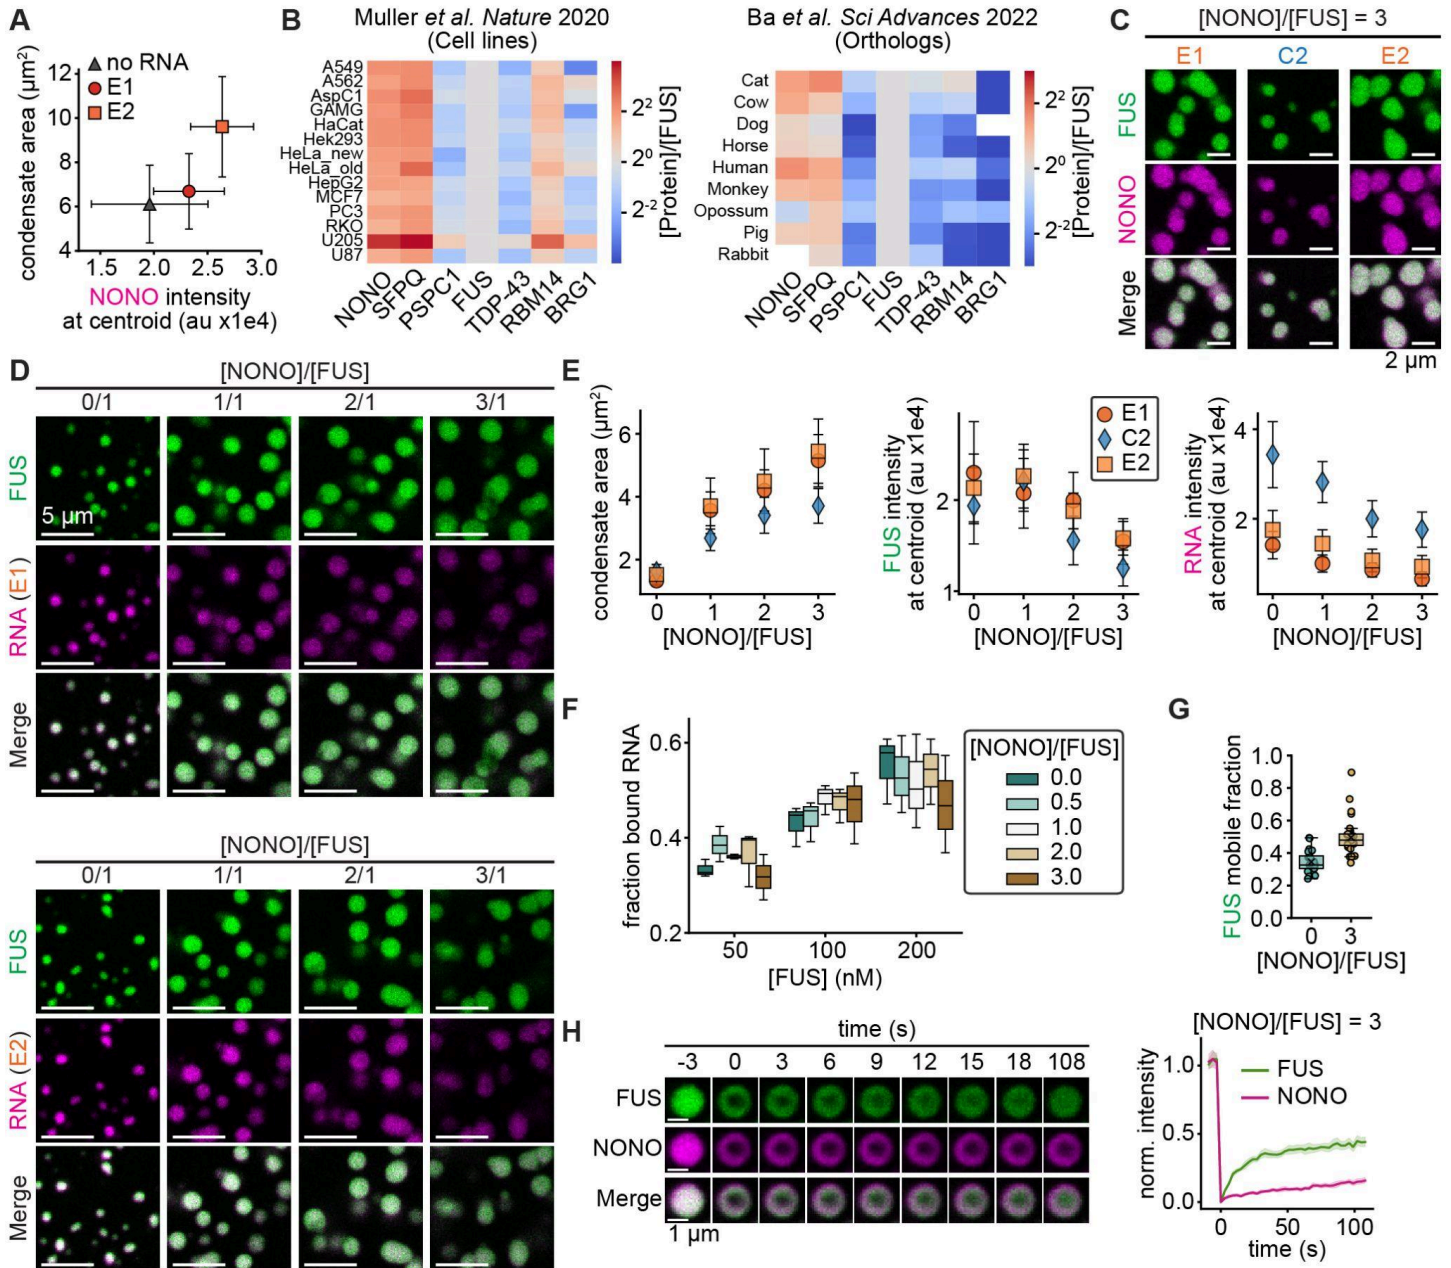 A
no RNA
E1
E2
condensate area (µm²)
12
10
8
6
4
1.5 2.0 2.5 3.0
NONO intensity
at centroid (au x1e4)
B
Muller et al. Nature 2020
(Cell lines)
A549
A562
AspC1
GAMG
HaCat
Hek293
HeLa_new
HeLa_old
HepG2
MCF7
PC3
RKO
U205
U87
NONO SFPQ PSPC1 FUS TDP-43 RBM14 BRG1
2²
2⁰
2⁻²
[Protein]/[FUS]
Ba et al. Sci Advances 2022
(Orthologs)
Cat
Cow
Dog
Horse
Human
Monkey
Opossum
Pig
Rabbit
NONO SFPQ PSPC1 FUS TDP-43 RBM14 BRG1
2²
2⁰
2⁻²
[Protein]/[FUS]
C
[NONO]/[FUS] = 3
E1 C2 E2
FUS
NONO
Merge
2 µm
D
[NONO]/[FUS]
0/1 1/1 2/1 3/1
FUS
5 µm
RNA (E1)
Merge
[NONO]/[FUS]
0/1 1/1 2/1 3/1
FUS
RNA (E2)
Merge
E
condensate area (µm²)
6
4
2
0 1 2 3
[NONO]/[FUS]
FUS intensity
at centroid (au x1e4)
2
1
0 1 2 3
[NONO]/[FUS]
E1
C2
E2
RNA intensity
at centroid (au x1e4)
4
2
0 1 2 3
[NONO]/[FUS]
F
fraction bound RNA
0.6
0.4
0.2
50 100 200
[FUS] (nM)
[NONO]/[FUS]
0.0
0.5
1.0
2.0
3.0
G
FUS mobile fraction
1.0
0.8
0.6
0.4
0.2
0.0
0 3
[NONO]/[FUS]
H
time (s)
-3 0 3 6 9 12 15 18 108
FUS
NONO
Merge
1 µm
[NONO]/[FUS] = 3
norm. intensity
1.0
0.5
0.0
FUS
NONO
0 50 100
time (s)